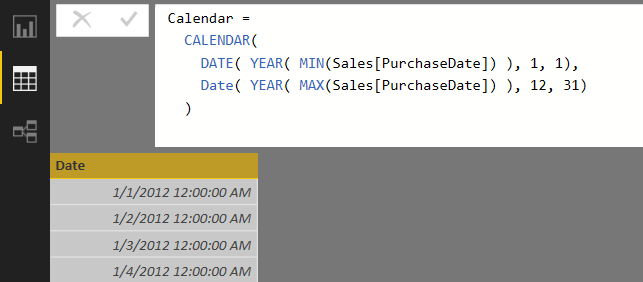 Calendar =
CALENDAR(
DATE( YEAR( MIN(Sales[PurchaseDate]) ), 1, 1),
Date( YEAR( MAX(Sales[PurchaseDate]) ), 12, 31)
)
Date
1/1/2012 12:00:00 AM
1/2/2012 12:00:00 AM
1/3/2012 12:00:00 AM
1/4/2012 12:00:00 AM